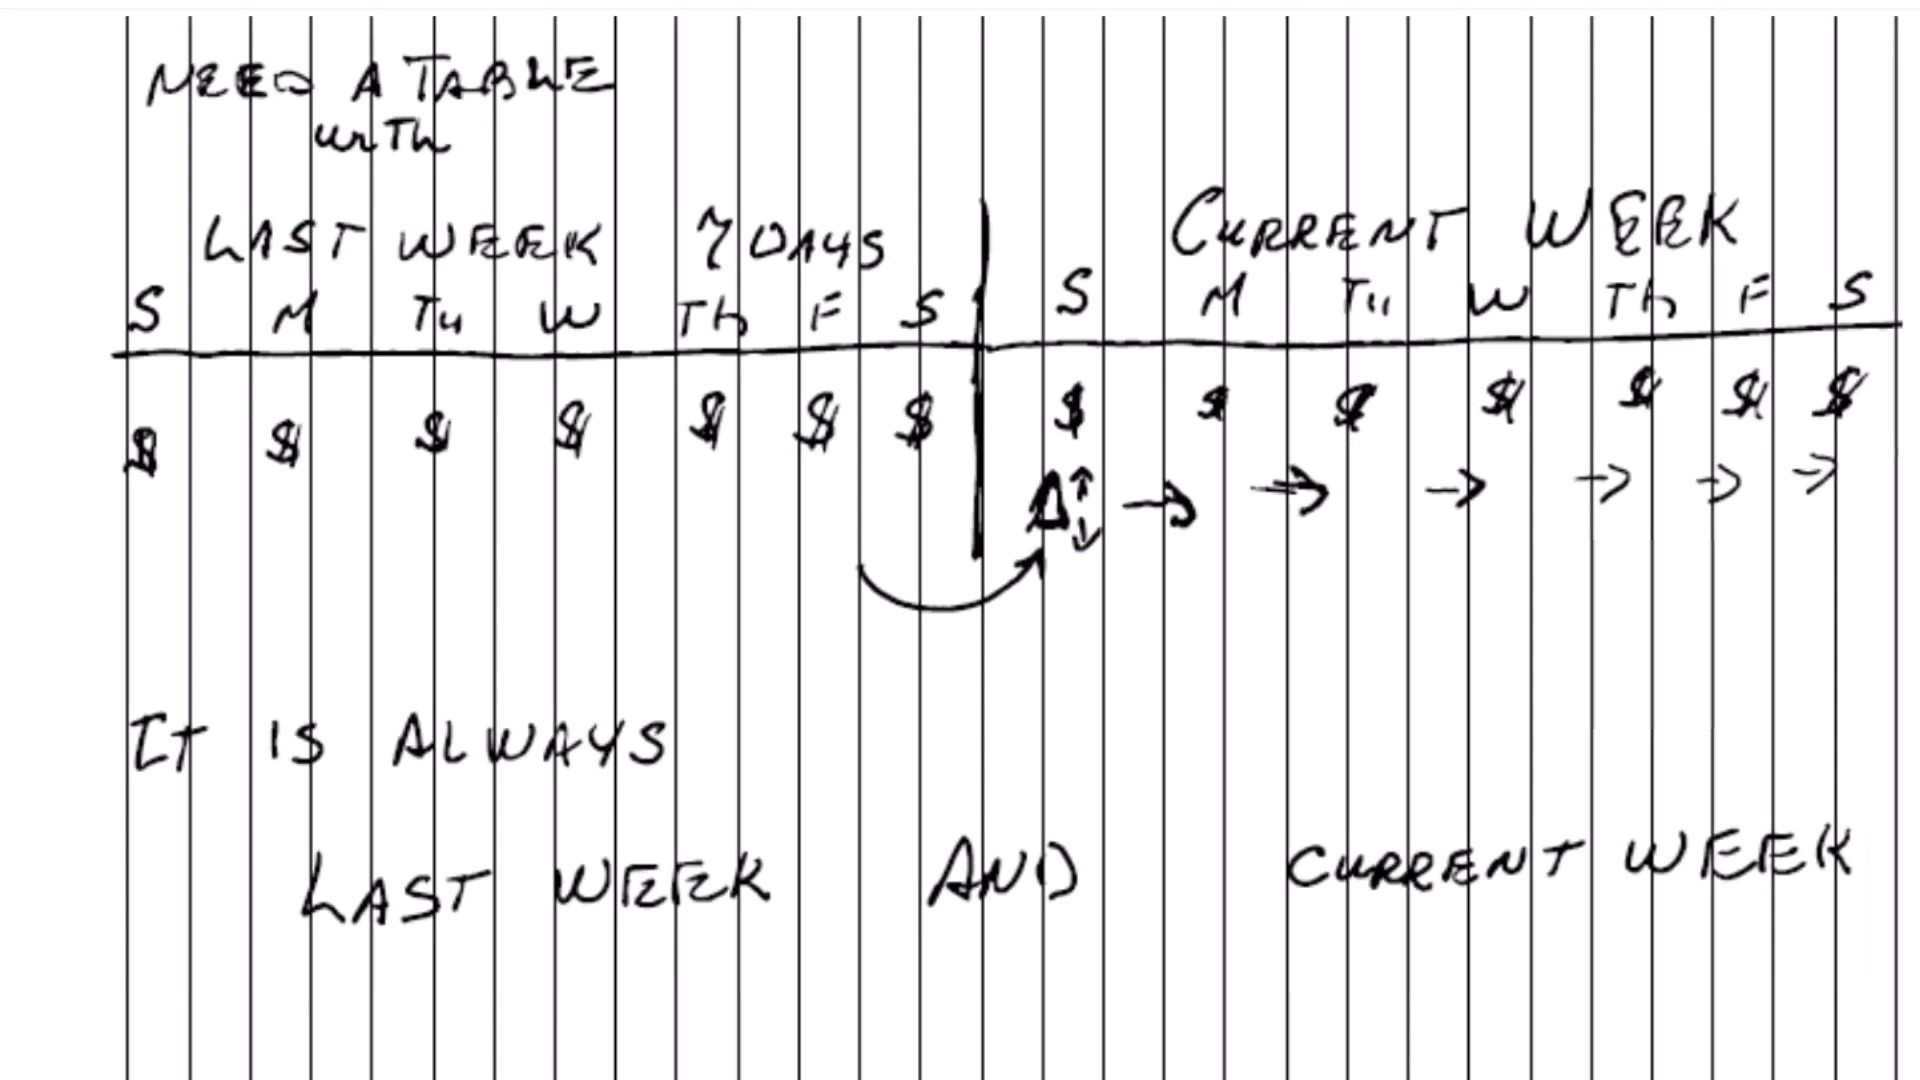 NEED A TABLE
with
LAST WEEK 7 DAYS
CURRENT WEEK
S M Tu W Th F S
S M Tu W Th F S
$ $ $ $ $ $ $
$ $ $ $ $ $ $
Δ ↑ ↓ → → → → → →
IT IS ALWAYS
LAST WEEK AND CURRENT WEEK